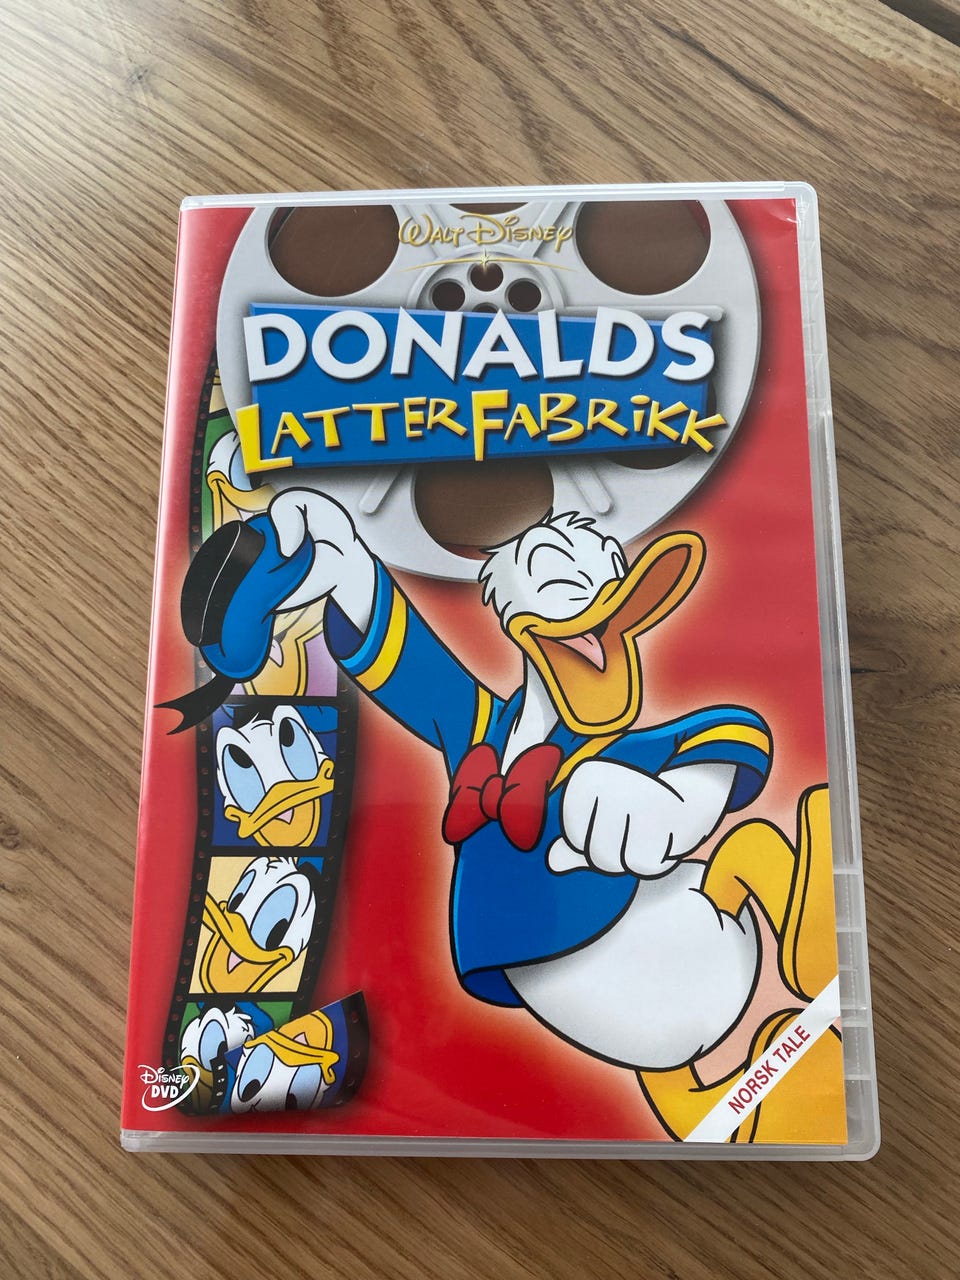 WALT DISNEY
DONALDS
LATTERFABRIKK
DISNEY
DVD
NORSK TALE